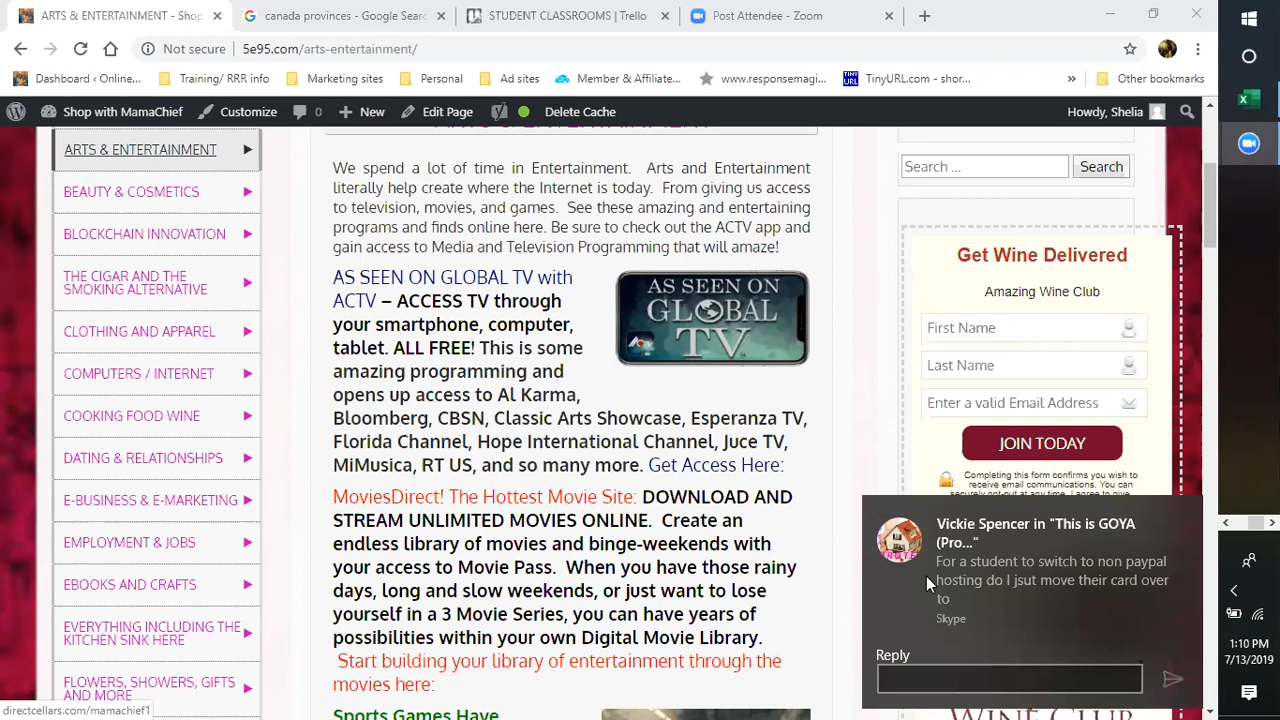 ARTS & ENTERTAINMENT - Shop
canada provinces - Google Searc
STUDENT CLASSROOMS | Trello
Post Attendee - Zoom
Not secure
5e95.com/arts-entertainment/
Dashboard ‹ Online...
Training/ RRR info
Marketing sites
Personal
Ad sites
Member & Affiliate...
www.responsemagi...
TinyURL.com - shor...
»
Other bookmarks
Shop with MamaChief
Customize
0
New
Edit Page
Delete Cache
Howdy, Shelia
ARTS & ENTERTAINMENT
BEAUTY & COSMETICS
BLOCKCHAIN INNOVATION
THE CIGAR AND THE
SMOKING ALTERNATIVE
CLOTHING AND APPAREL
COMPUTERS / INTERNET
COOKING FOOD WINE
DATING & RELATIONSHIPS
E-BUSINESS & E-MARKETING
EMPLOYMENT & JOBS
EBOOKS AND CRAFTS
EVERYTHING INCLUDING THE
KITCHEN SINK HERE
FLOWERS, SHOWERS, GIFTS
AND MORE
directcellars.com/mamachief1
We spend a lot of time in Entertainment. Arts and Entertainment
literally help create where the Internet is today. From giving us access
to television, movies, and games. See these amazing and entertaining
programs and finds online here. Be sure to check out the ACTV app and
gain access to Media and Television Programming that will amaze!
AS SEEN ON GLOBAL TV with
ACTV – ACCESS TV through
your smartphone, computer,
tablet. ALL FREE! This is some
amazing programming and
opens up access to Al Karma,
Bloomberg, CBSN, Classic Arts Showcase, Esperanza TV,
Florida Channel, Hope International Channel, Juce TV,
MiMusica, RT US, and so many more. Get Access Here:
AS SEEN ON
GLOBAL
TV
MoviesDirect! The Hottest Movie Site: DOWNLOAD AND
STREAM UNLIMITED MOVIES ONLINE. Create an
endless library of movies and binge-weekends with
your access to Movie Pass. When you have those rainy
days, long and slow weekends, or just want to lose
yourself in a 3 Movie Series, you can have years of
possibilities within your own Digital Movie Library.
Start building your library of entertainment through the
movies here:
Sports Games Have
Search ...
Search
Get Wine Delivered
Amazing Wine Club
First Name
Last Name
Enter a valid Email Address
JOIN TODAY
Completing this form confirms you wish to
receive email communications. You can
Vickie Spencer in "This is GOYA
(Pro..."
For a student to switch to non paypal
hosting do I jsut move their card over
to
Skype
Reply
WINE CLUB
1:10 PM
7/13/2019